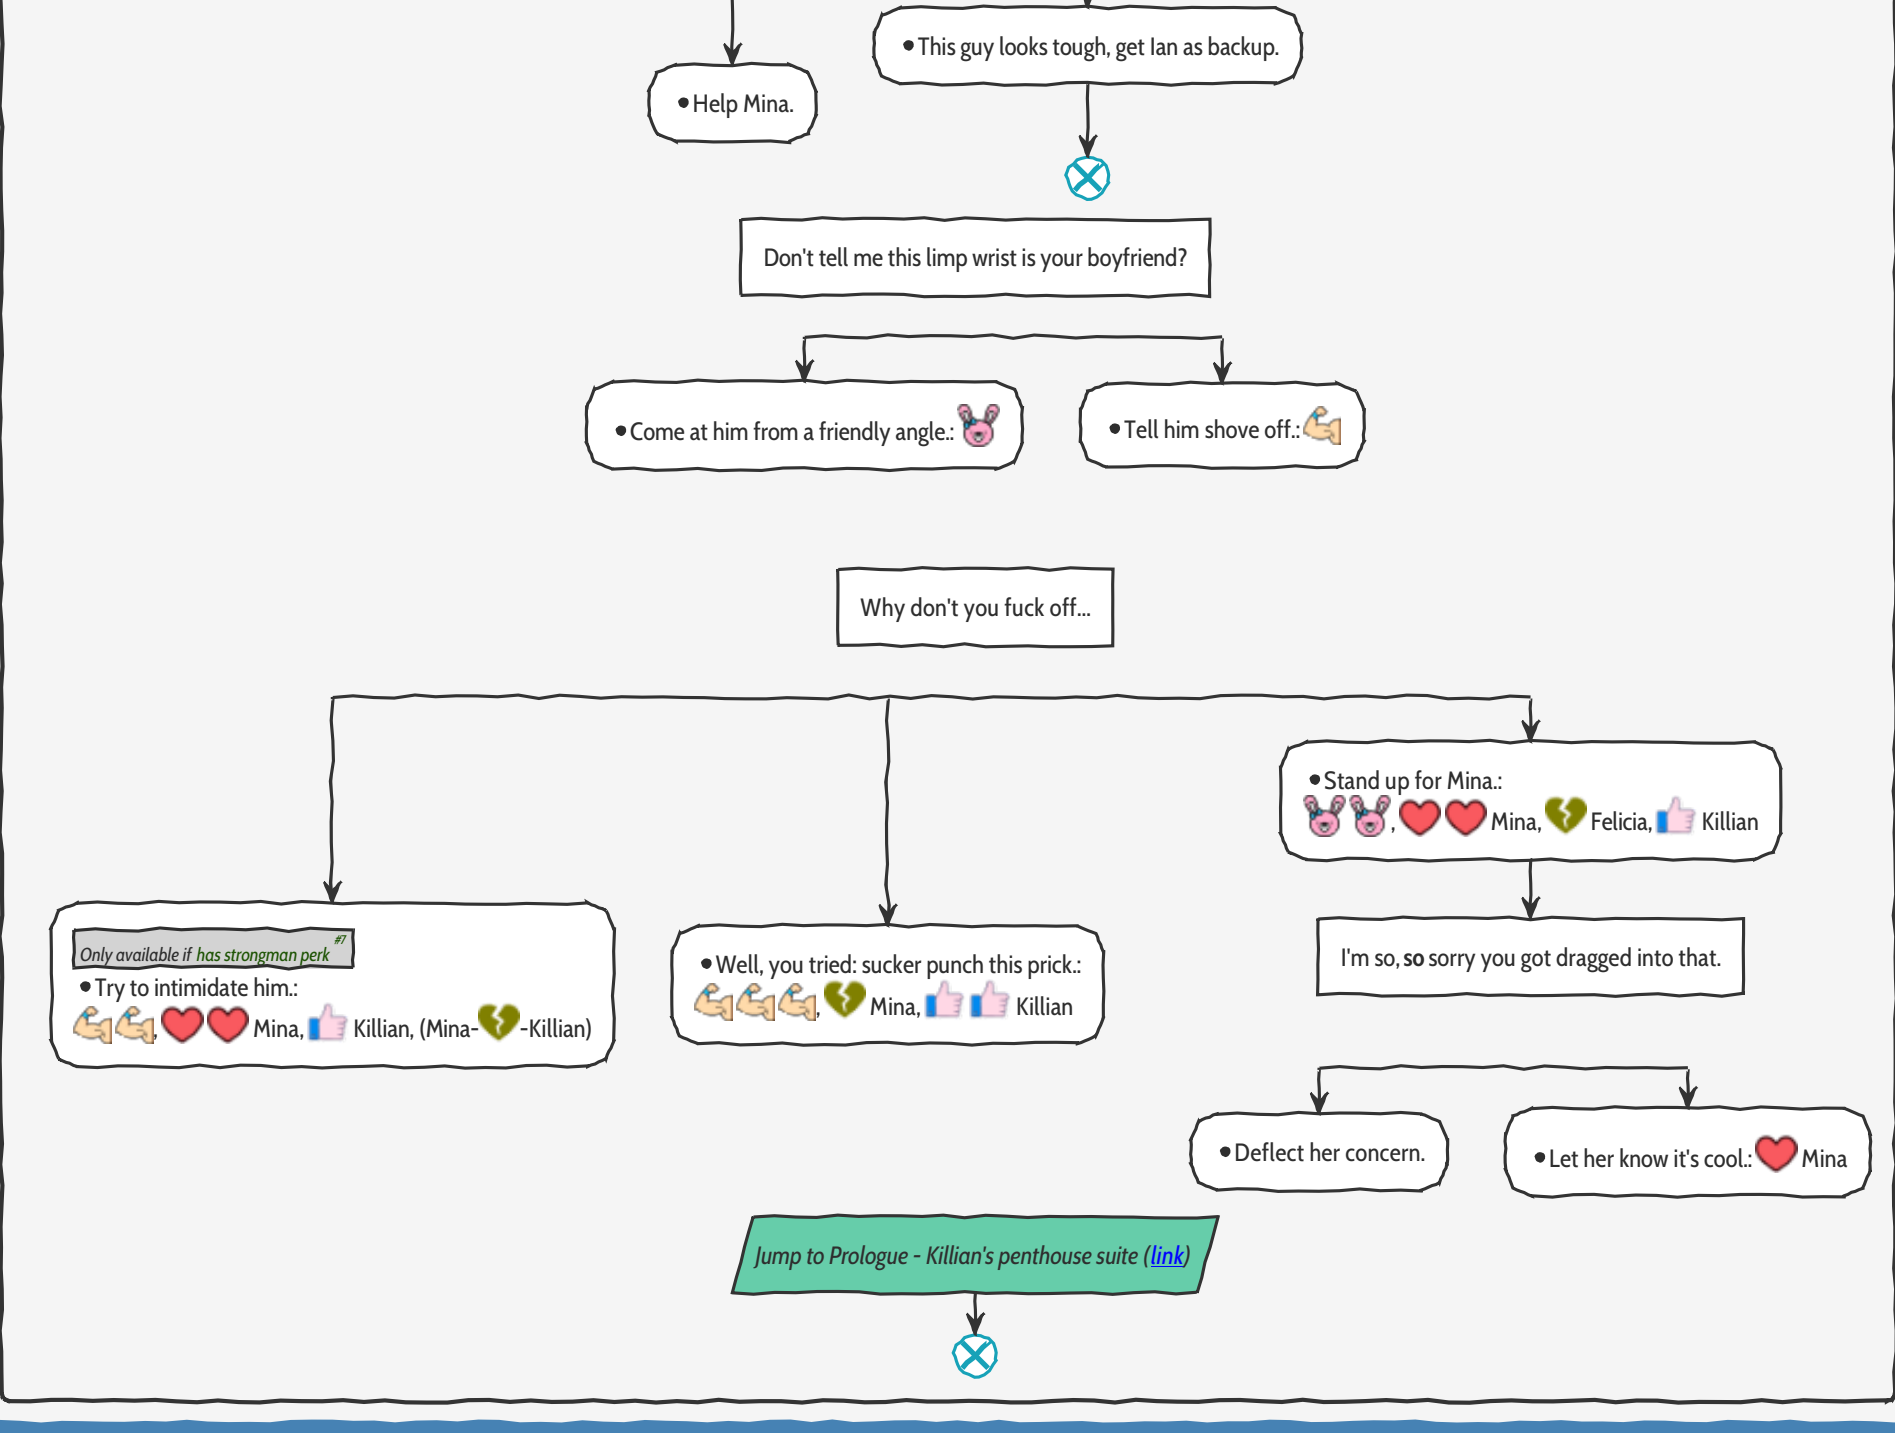 • This guy looks tough, get Ian as backup.
• Help Mina.
Don't tell me this limp wrist is your boyfriend?
• Come at him from a friendly angle.:
• Tell him shove off.:
Why don't you fuck off...
• Stand up for Mina.:
, Mina, Felicia, Killian
Only available if has strongman perk #7
• Try to intimidate him.:
, Mina, Killian, (Mina--Killian)
• Well, you tried: sucker punch this prick.:
, Mina, Killian
I'm so, so sorry you got dragged into that.
• Deflect her concern.
• Let her know it's cool.: Mina
Jump to Prologue - Killian's penthouse suite (link)